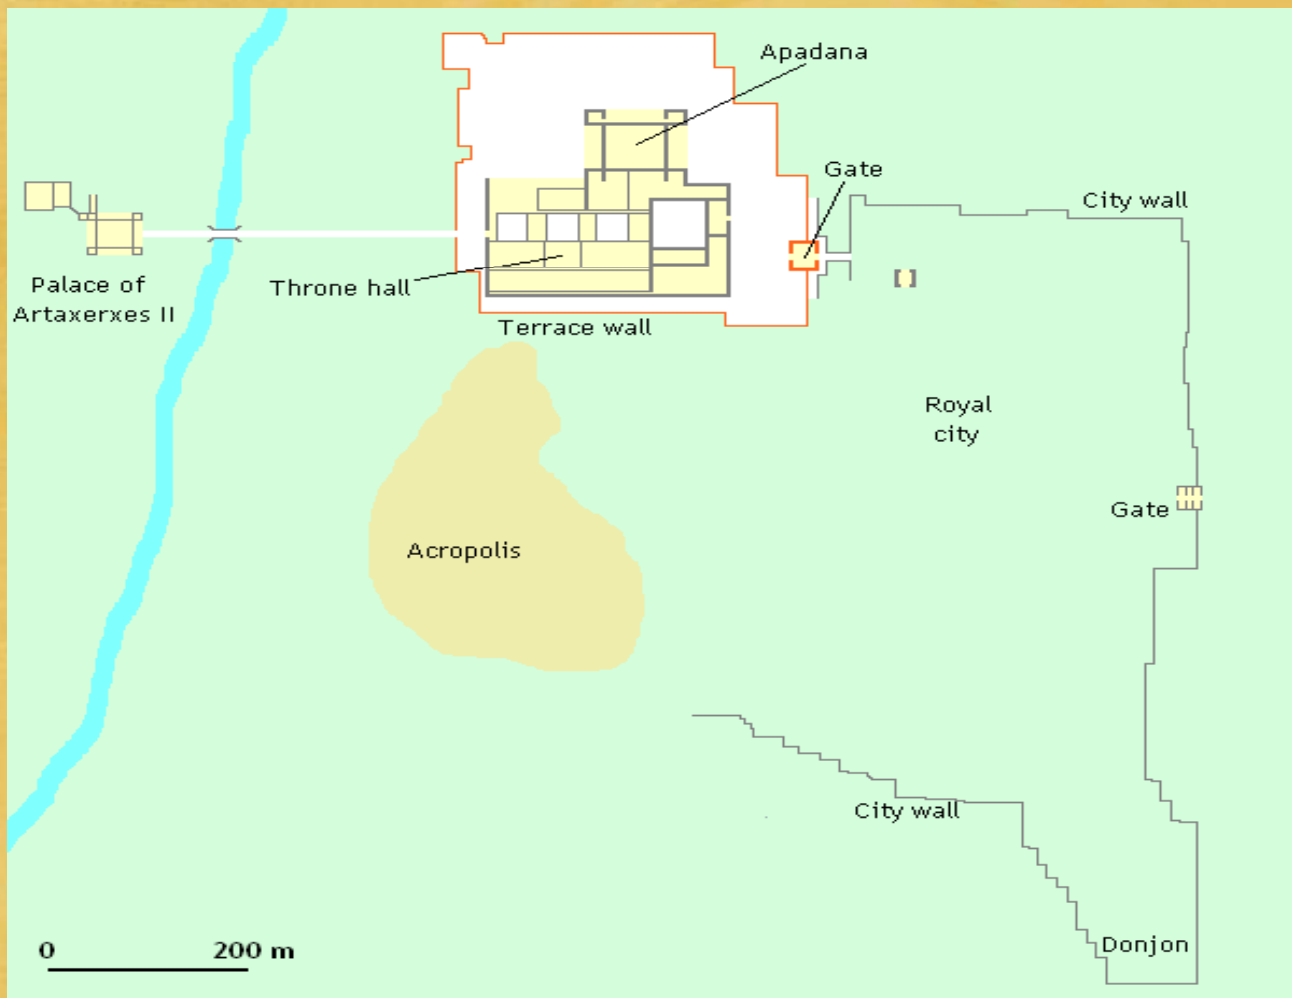 Apadana
Gate
City wall
Palace of
Artaxerxes II
Throne hall
Terrace wall
Royal
city
Gate
Acropolis
City wall
Donjon
0 200 m